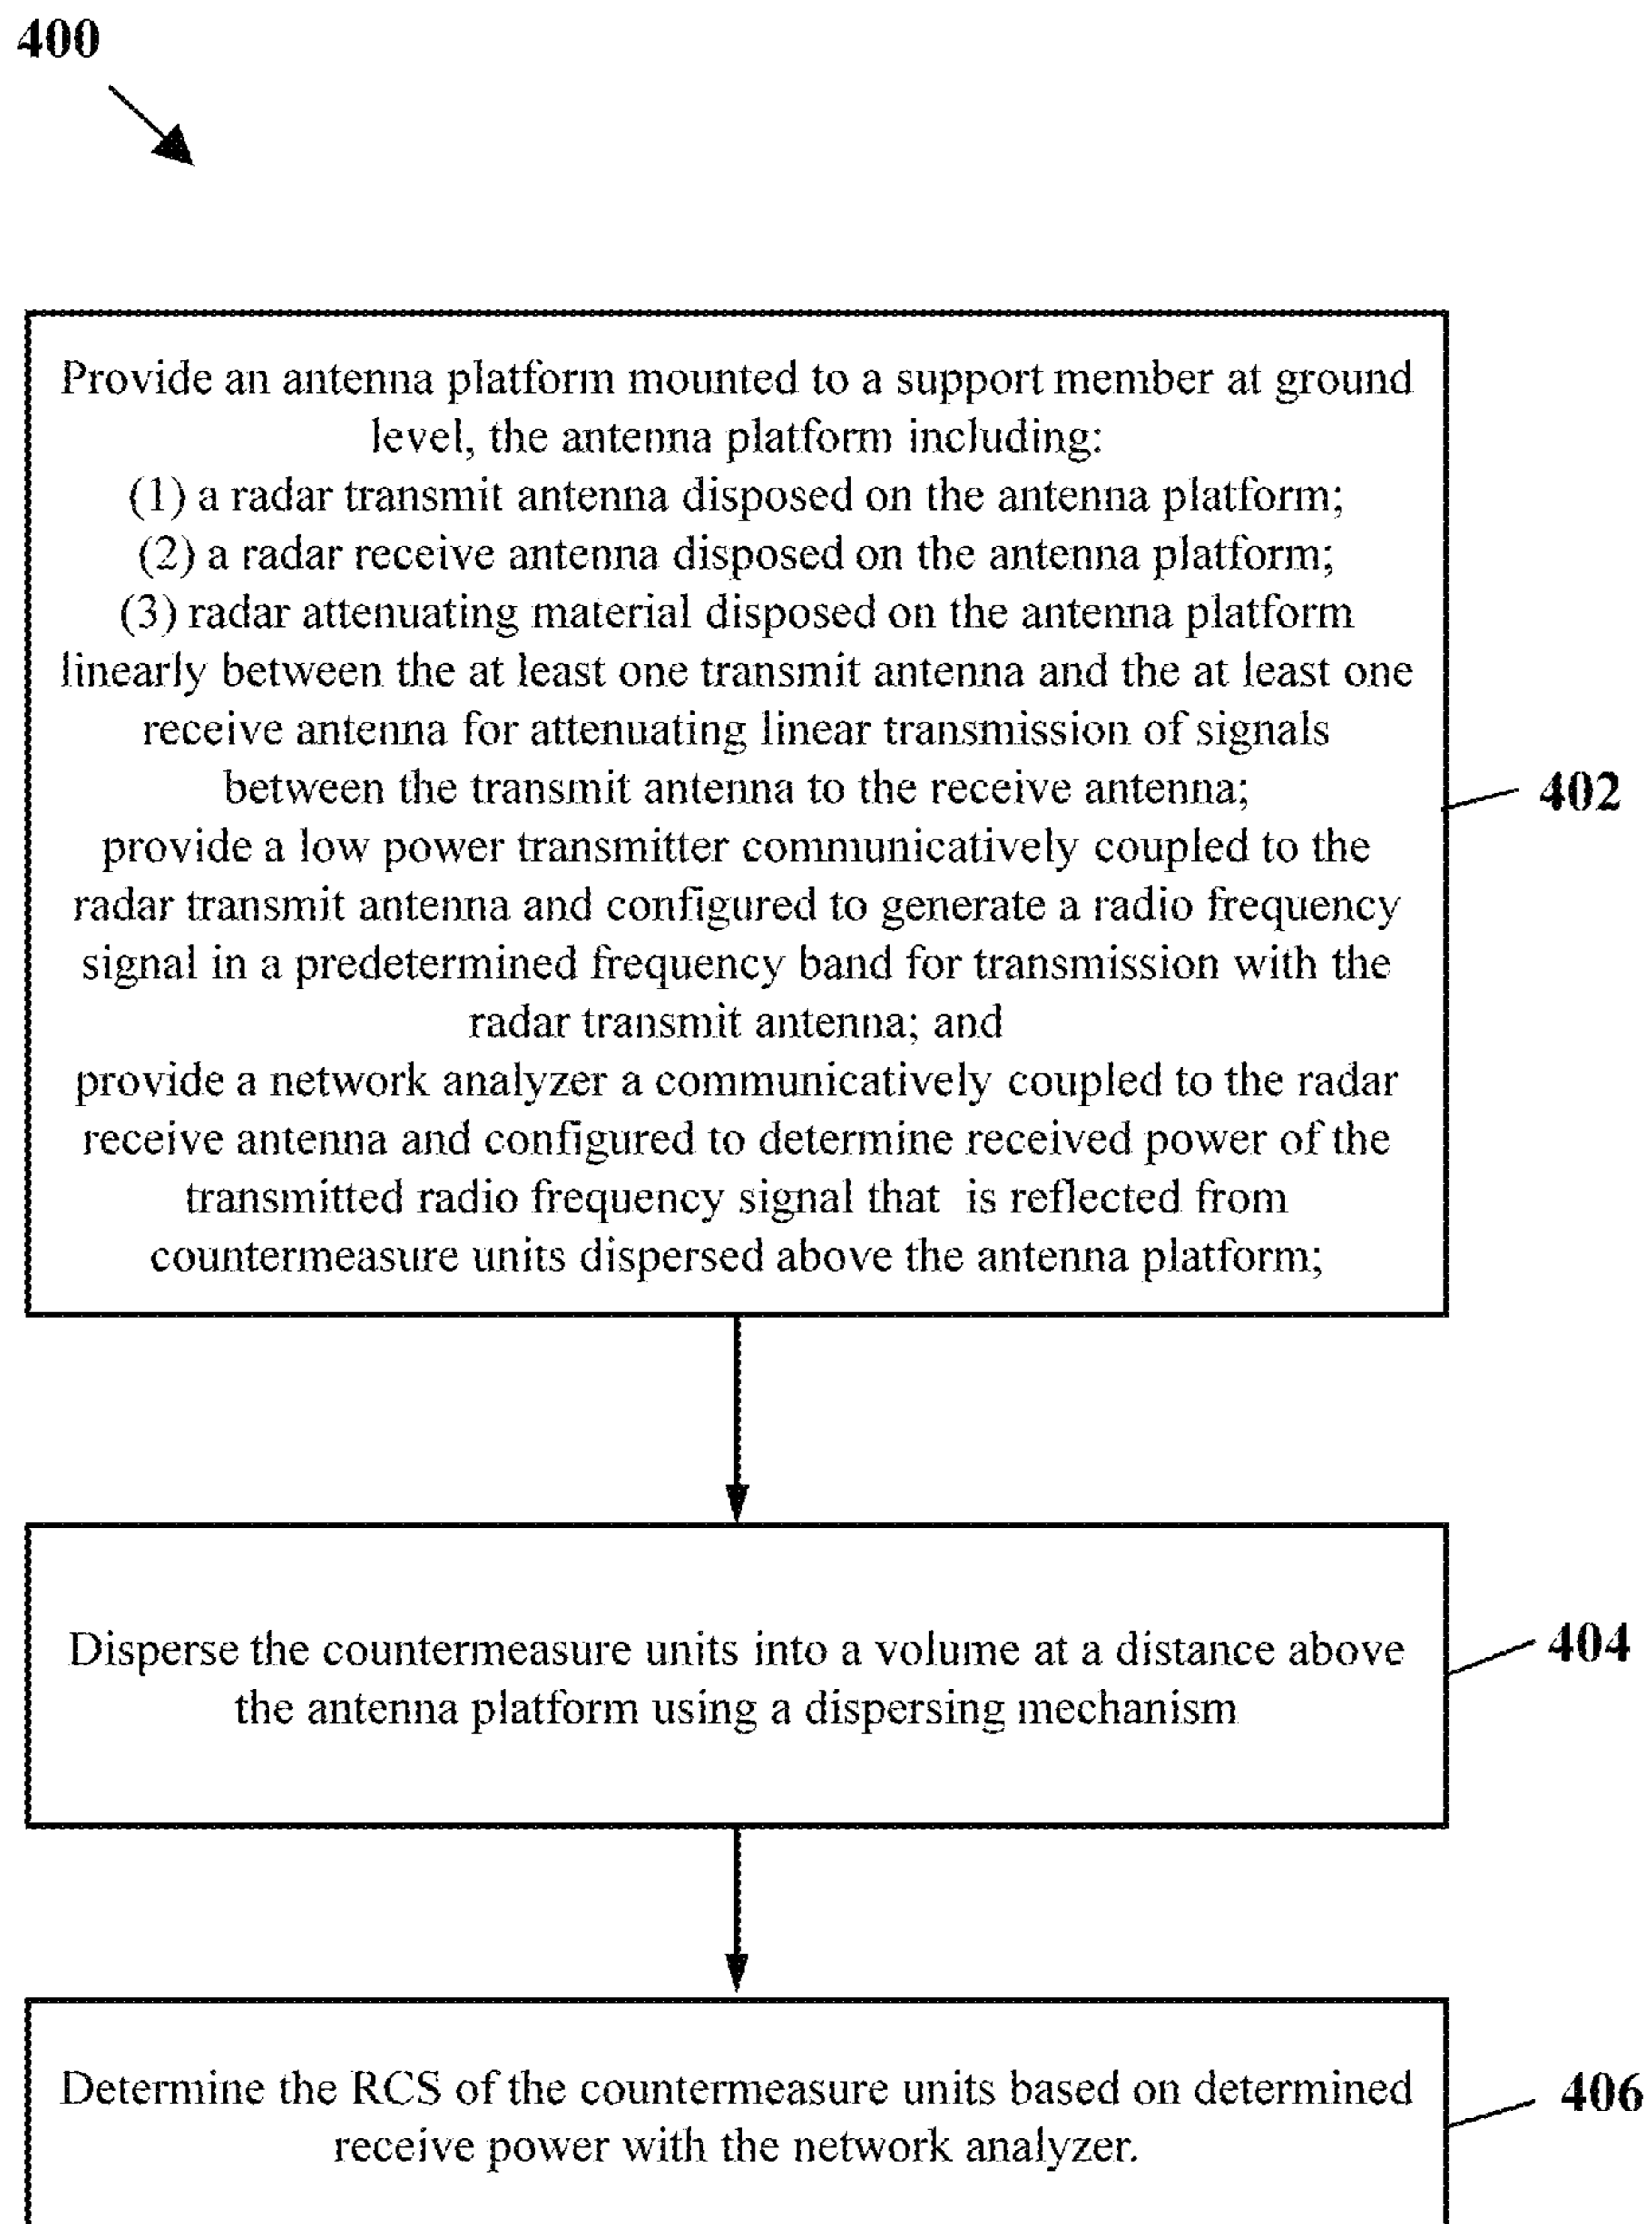 400
Provide an antenna platform mounted to a support member at ground
level, the antenna platform including:
(1) a radar transmit antenna disposed on the antenna platform;
(2) a radar receive antenna disposed on the antenna platform;
(3) radar attenuating material disposed on the antenna platform
linearly between the at least one transmit antenna and the at least one
receive antenna for attenuating linear transmission of signals
between the transmit antenna to the receive antenna;
provide a low power transmitter communicatively coupled to the
radar transmit antenna and configured to generate a radio frequency
signal in a predetermined frequency band for transmission with the
radar transmit antenna; and
provide a network analyzer a communicatively coupled to the radar
receive antenna and configured to determine received power of the
transmitted radio frequency signal that is reflected from
countermeasure units dispersed above the antenna platform;
402
Disperse the countermeasure units into a volume at a distance above
the antenna platform using a dispersing mechanism
404
Determine the RCS of the countermeasure units based on determined
receive power with the network analyzer.
406